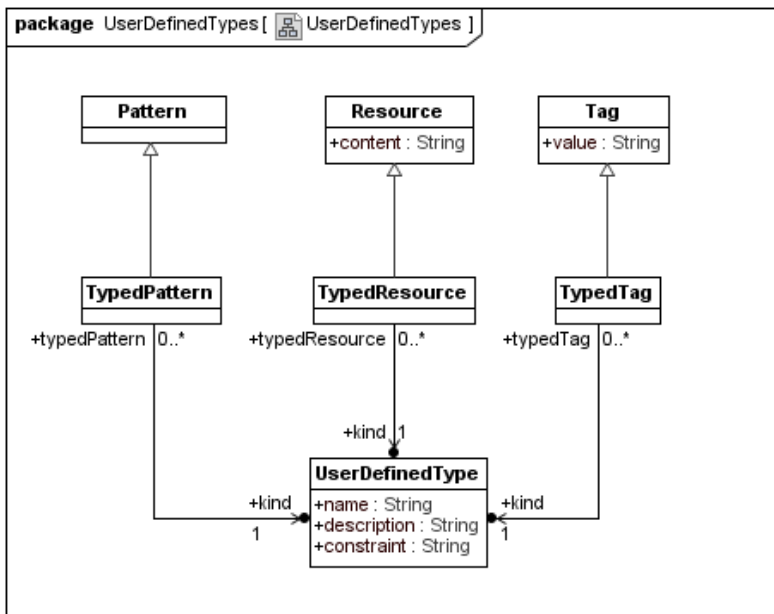 package UserDefinedTypes [ UserDefinedTypes ]
Pattern
Resource
+content : String
Tag
+value : String
TypedPattern
TypedResource
TypedTag
+typedPattern 0..*
+typedResource 0..*
+typedTag 0..*
+kind 1
UserDefinedType
+name : String
+description : String
+constraint : String
+kind
1
+kind
1